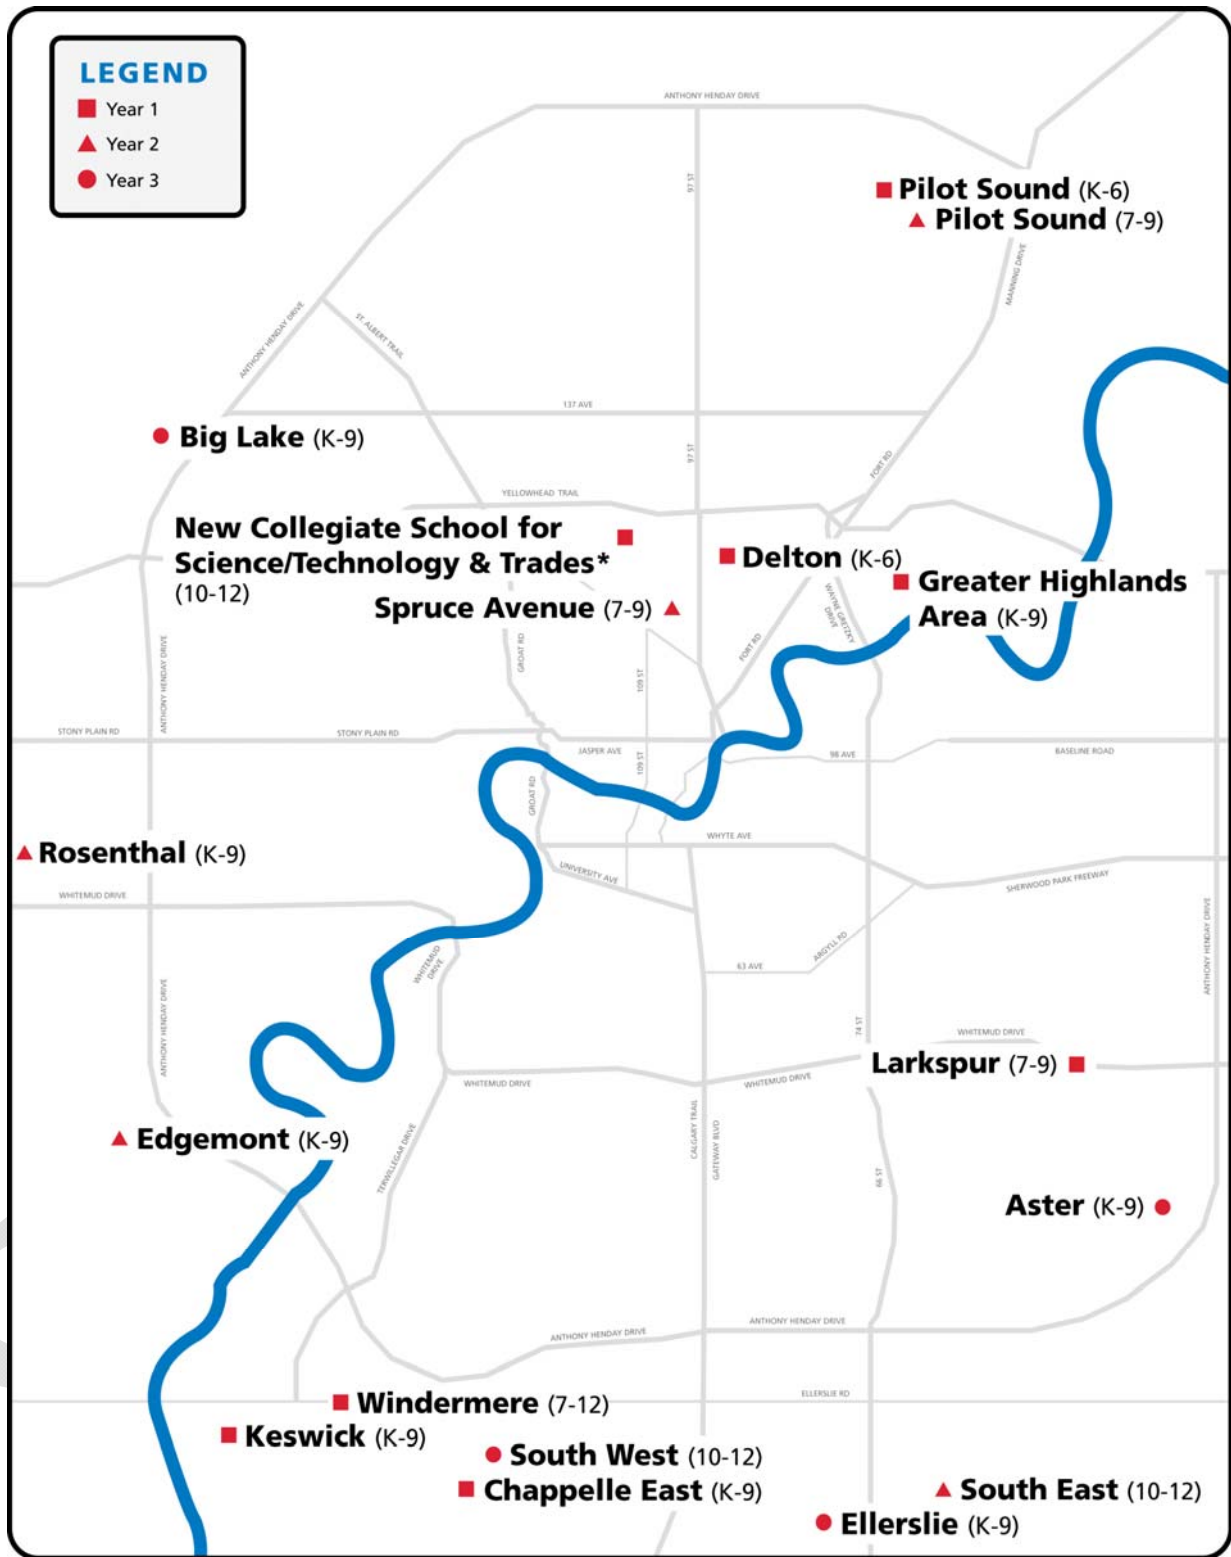 LEGEND
Year 1
Year 2
Year 3
ANTHONY HENDAY DRIVE
97 ST
Pilot Sound (K-6)
Pilot Sound (7-9)
MANNING DRIVE
ANTHONY HENDAY DRIVE
ST. ALBERT TRAIL
137 AVE
Big Lake (K-9)
97 ST
FORT RD
YELLOWHEAD TRAIL
New Collegiate School for
Science/Technology & Trades*
(10-12)
Delton (K-6)
Greater Highlands
Area (K-9)
Spruce Avenue (7-9)
WAYNE GRETZKY
DRIVE
GROAT RD
FORT RD
109 ST
ANTHONY HENDAY DRIVE
STONY PLAIN RD
STONY PLAIN RD
JASPER AVE
109 ST
98 AVE
BASELINE ROAD
GROAT RD
WHYTE AVE
Rosenthal (K-9)
UNIVERSITY AVE
SHERWOOD PARK FREEWAY
WHITEMUD DRIVE
WHITEMUD
DRIVE
ARGYLL RD
63 AVE
ANTHONY HENDAY DRIVE
ANTHONY HENDAY DRIVE
74 ST
WHITEMUD DRIVE
Larkspur (7-9)
WHITEMUD DRIVE
WHITEMUD DRIVE
Edgemont (K-9)
TERWILLEGAR DRIVE
CALGARY TRAIL
GATEWAY BLVD
66 ST
Aster (K-9)
ANTHONY HENDAY DRIVE
ANTHONY HENDAY DRIVE
ELLERSLIE RD
Windermere (7-12)
Keswick (K-9)
South West (10-12)
Chappelle East (K-9)
South East (10-12)
Ellerslie (K-9)